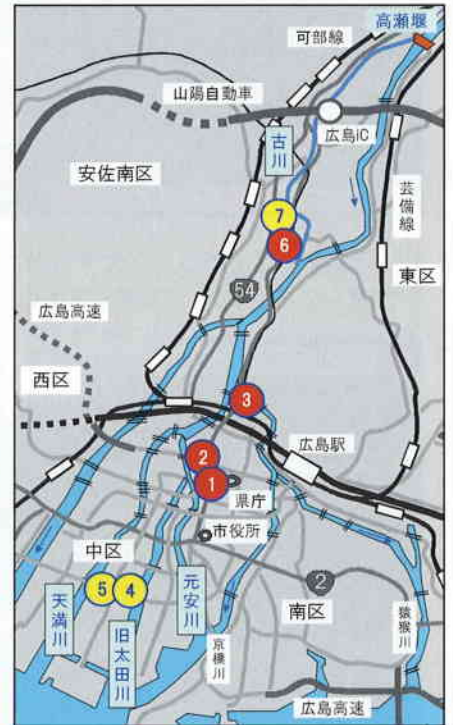 高瀬堰
可部線
山陽自動車
広島iC
古川
安佐南区
芸備線
7
6
東区
54
広島高速
西区
3
広島駅
2
1
県庁
市役所
中区
5
4
2
天満川
旧太田川
元安川
京橋川
南区
猿猴川
広島高速